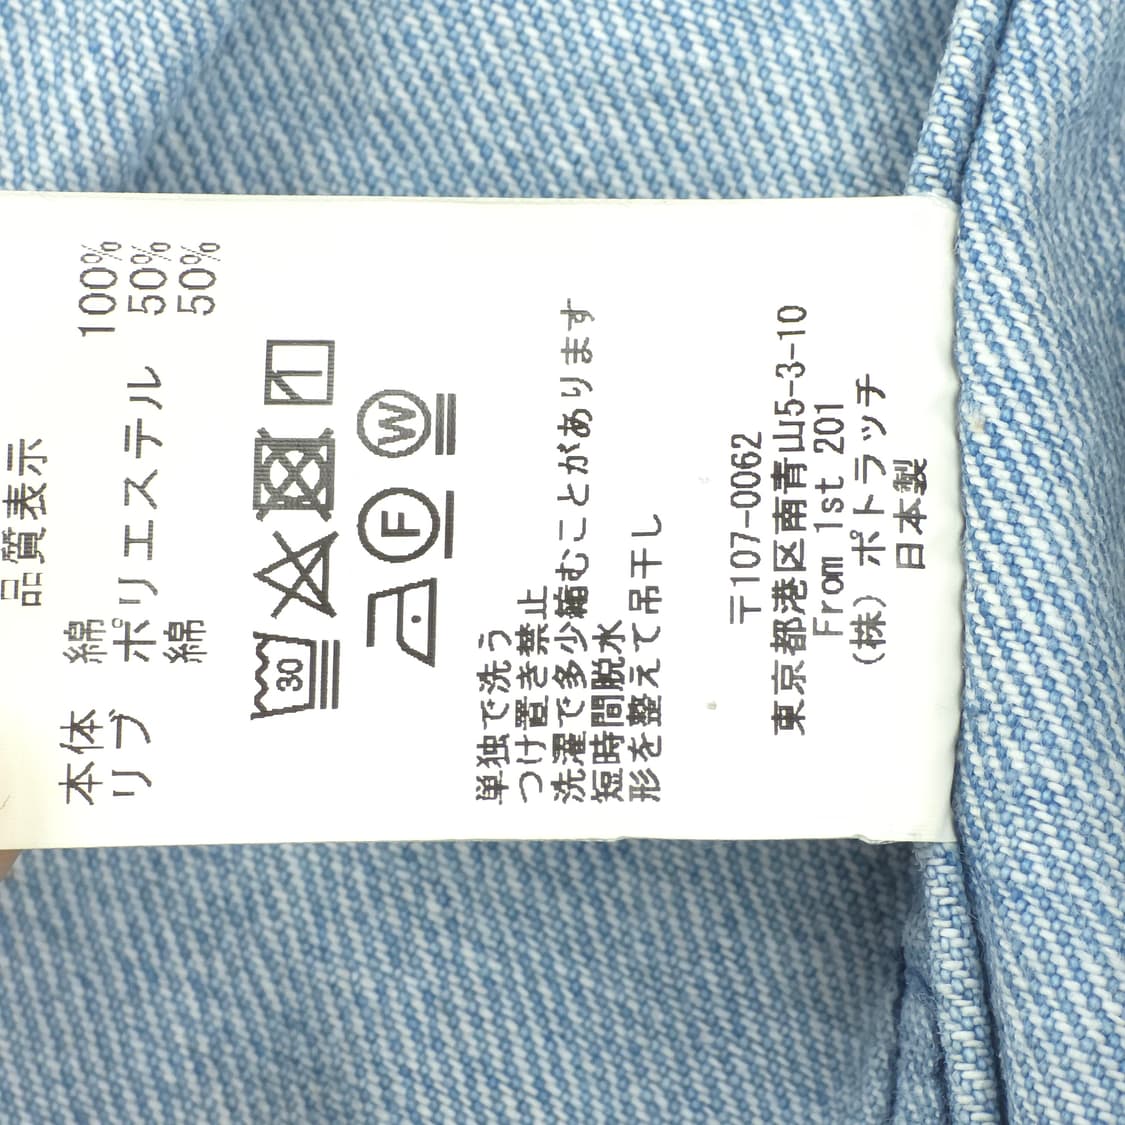 品質表示
本体 綿 100%
リブ ポリエステル 50%
綿 50%
30
F W
単独で洗う
つけ置き禁止
洗濯で多少縮むことがあります
短時間脱水
形を整えて吊干し
〒107-0062
東京都港区南青山5-3-10
From 1st 201
(株) ポトラッチ
日本製